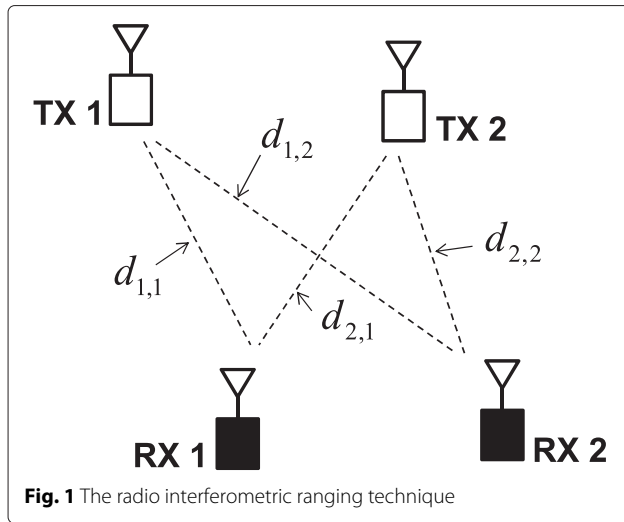 TX 1
TX 2
d1,2
d1,1
d2,2
d2,1
RX 1
RX 2
Fig. 1 The radio interferometric ranging technique